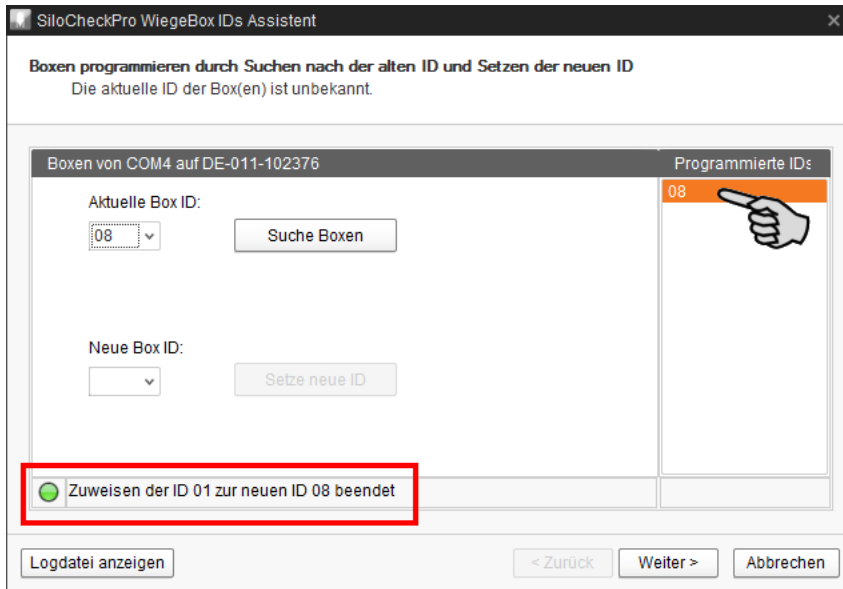 SiloCheckPro WiegeBox IDs Assistent
Boxen programmieren durch Suchen nach der alten ID und Setzen der neuen ID
Die aktuelle ID der Box(en) ist unbekannt.
Boxen von COM4 auf DE-011-102376
Programmierte IDs
Aktuelle Box ID:
08
08
Suche Boxen
Neue Box ID:
Setze neue ID
Zuweisen der ID 01 zur neuen ID 08 beendet
Logdatei anzeigen
< Zurück
Weiter >
Abbrechen